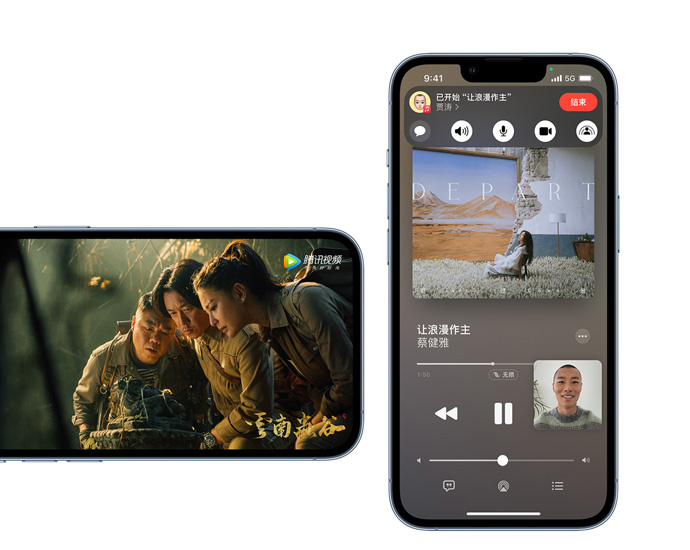 腾讯视频
云南虫谷
9:41
5G
已开始 “让浪漫作主”
贾涛
结束
DEPART
让浪漫作主
蔡健雅
1:50
无损